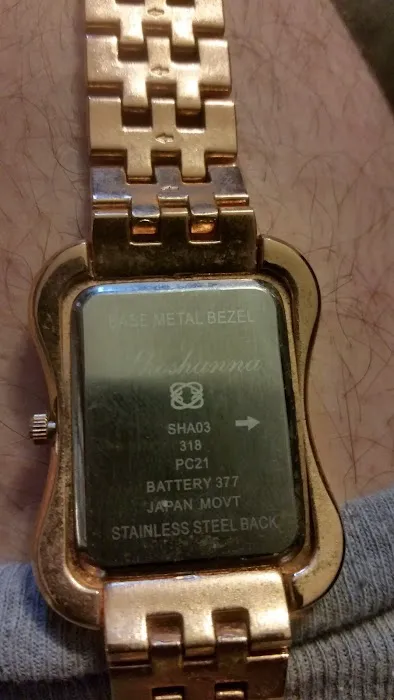 BASE METAL BEZEL
Shoshanna
SHA03
318
PC21
BATTERY 377
JAPAN MOVT
STAINLESS STEEL BACK